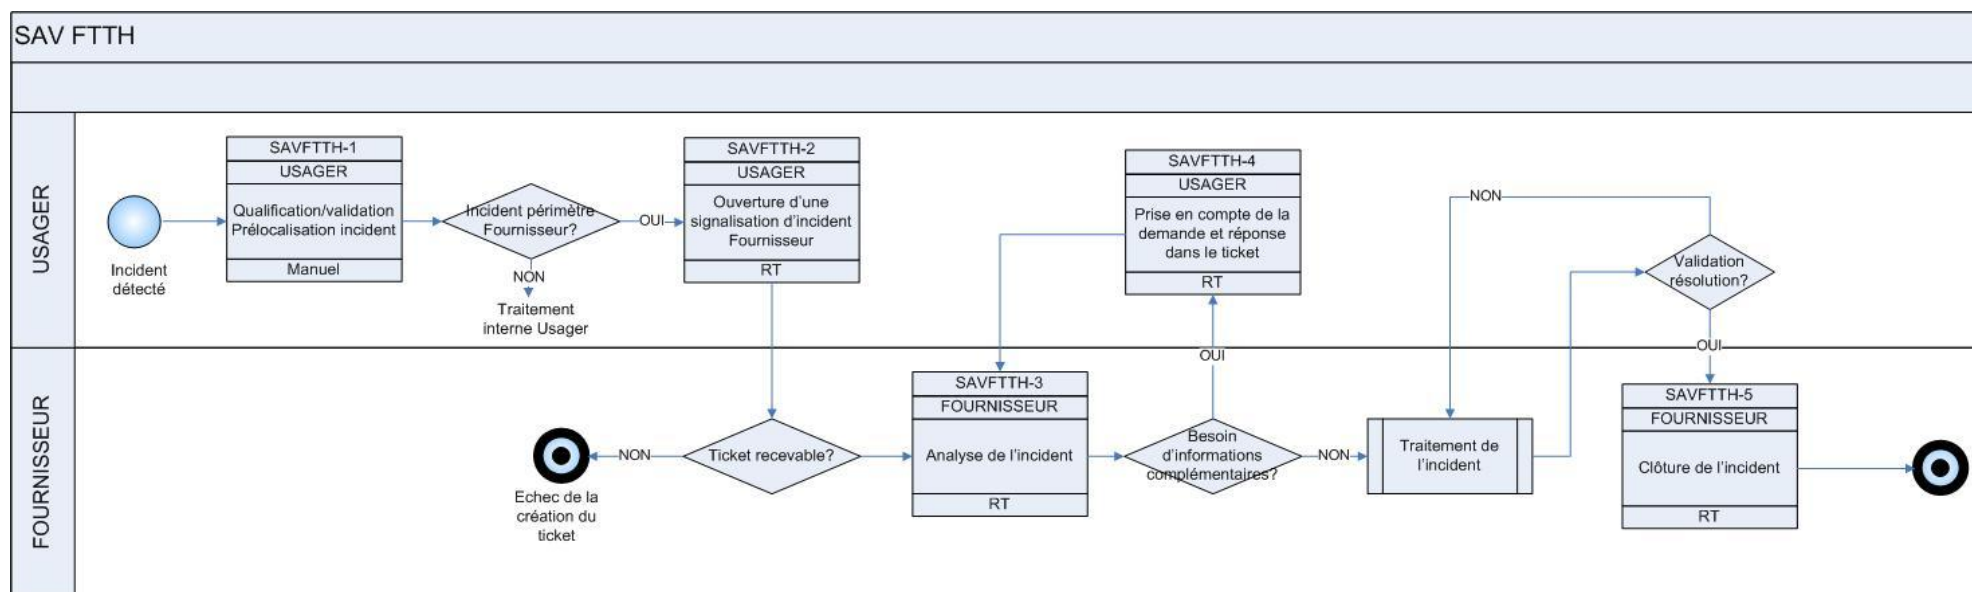 SAV FTTH
USAGER
Incident
détecté
SAVFTTH-1
USAGER
Qualification/validation
Prélocalisation incident
Manuel
Incident périmètre
Fournisseur?
OUI
NON
Traitement
interne Usager
SAVFTTH-2
USAGER
Ouverture d'une
signalisation d'incident
Fournisseur
RT
SAVFTTH-4
USAGER
Prise en compte de la
demande et réponse
dans le ticket
RT
NON
Validation
résolution?
OUI
OUI
FOURNISSEUR
Echec de la
création du
ticket
NON
Ticket recevable?
SAVFTTH-3
FOURNISSEUR
Analyse de l'incident
RT
Besoin
d'informations
complémentaires?
NON
Traitement de
l'incident
SAVFTTH-5
FOURNISSEUR
Clôture de l'incident
RT